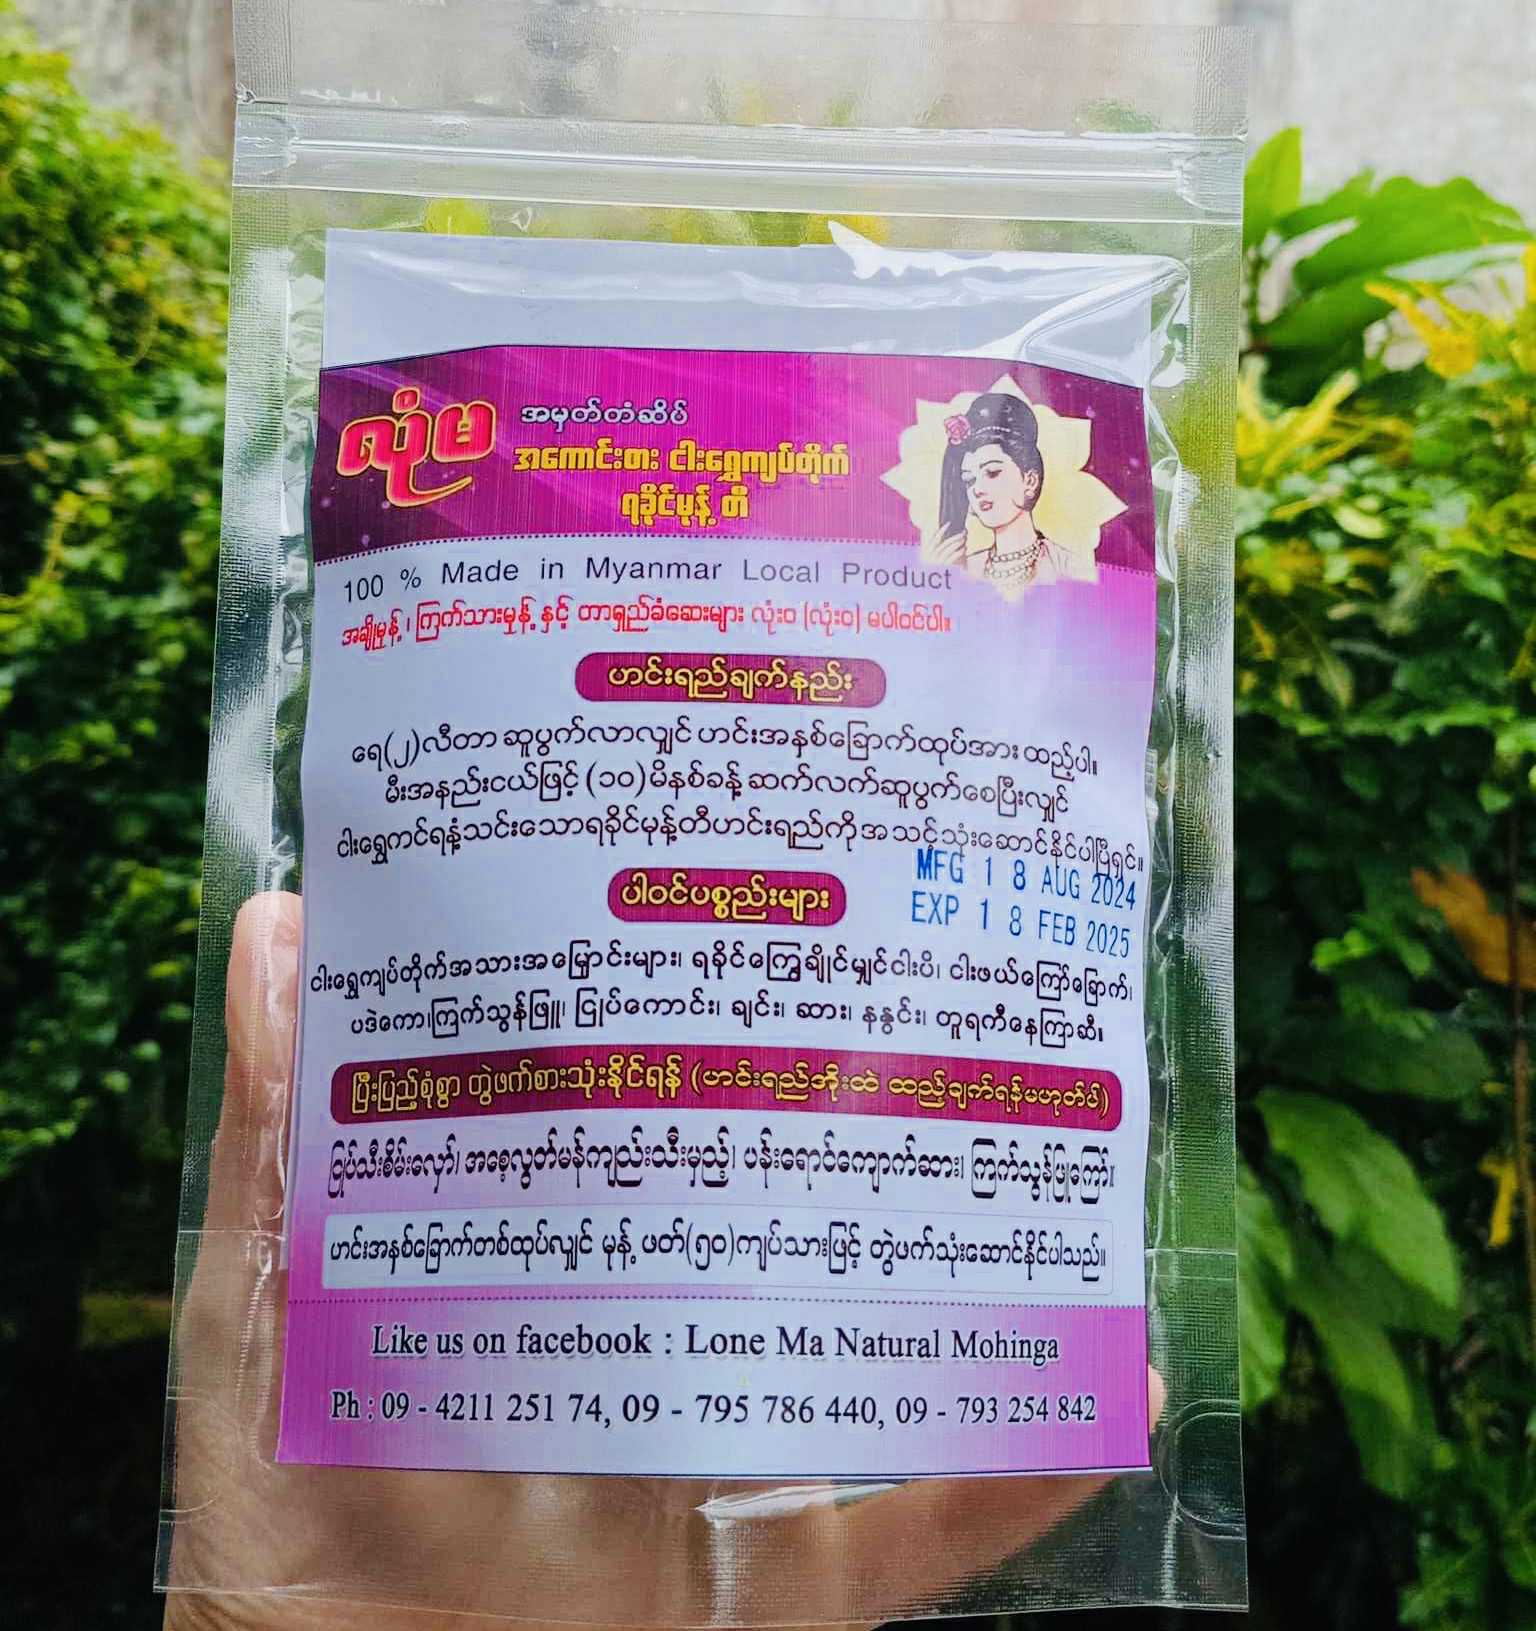 လုံမ
အမှတ်တံဆိပ်
အကောင်းစား ငါးရွှေကျပ်တိုက်
ရခိုင်မုန့်တီ
100 % Made in Myanmar Local Product
အချိုမှုန့်၊ ကြက်သားမှုန့် နှင့် တာရှည်ခံဆေးများ လုံးဝ (လုံးဝ) မပါဝင်ပါ။
ဟင်းရည်ချက်နည်း
ရေ(၂)လီတာ ဆူပွက်လာလျှင် ဟင်းအနှစ်ခြောက်ထုပ်အား ထည့်ပါ။
မီးအနည်းငယ်ဖြင့် (၁၀)မိနစ်ခန့် ဆက်လက်ဆူပွက်စေပြီးလျှင်
ငါးရွှေကင်ရနံ့သင်းသောရခိုင်မုန့်တီဟင်းရည်ကို အသင့်သုံးဆောင်နိုင်ပါပြီရှင်။
MFG 18 AUG 2024
EXP 18 FEB 2025
ပါဝင်ပစ္စည်းများ
ငါးရွှေကျပ်တိုက်အသားအမြှောင်းများ၊ ရခိုင်ကြွေချိုင်မျှင်ငါးပိ၊ ငါးဖယ်ကြော်ခြောက်၊
ပဒဲကော၊ကြက်သွန်ဖြူ၊ ငြုပ်ကောင်း၊ ချင်း၊ ဆား၊ နနွင်း၊ တူရကီနေကြာဆီ။
ပြီးပြည့်စုံစွာ တွဲဖက်စားသုံးနိုင်ရန် (ဟင်းရည်အိုးထဲ ထည့်ချက်ရန်မဟုတ်ပါ)
ငြုပ်သီးစိမ်းလှော်၊ အစေ့လွတ်မန်ကျည်းသီးမှည့်၊ ပန်းရောင်ကျောက်ဆား၊ ကြက်သွန်ဖြူကြော်။
ဟင်းအနှစ်ခြောက်တစ်ထုပ်လျှင် မုန့် ဖတ်(၅၀)ကျပ်သားဖြင့် တွဲဖက်သုံးဆောင်နိုင်ပါသည်။
Like us on facebook : Lone Ma Natural Mohinga
Ph : 09 - 4211 251 74, 09 - 795 786 440, 09 - 793 254 842